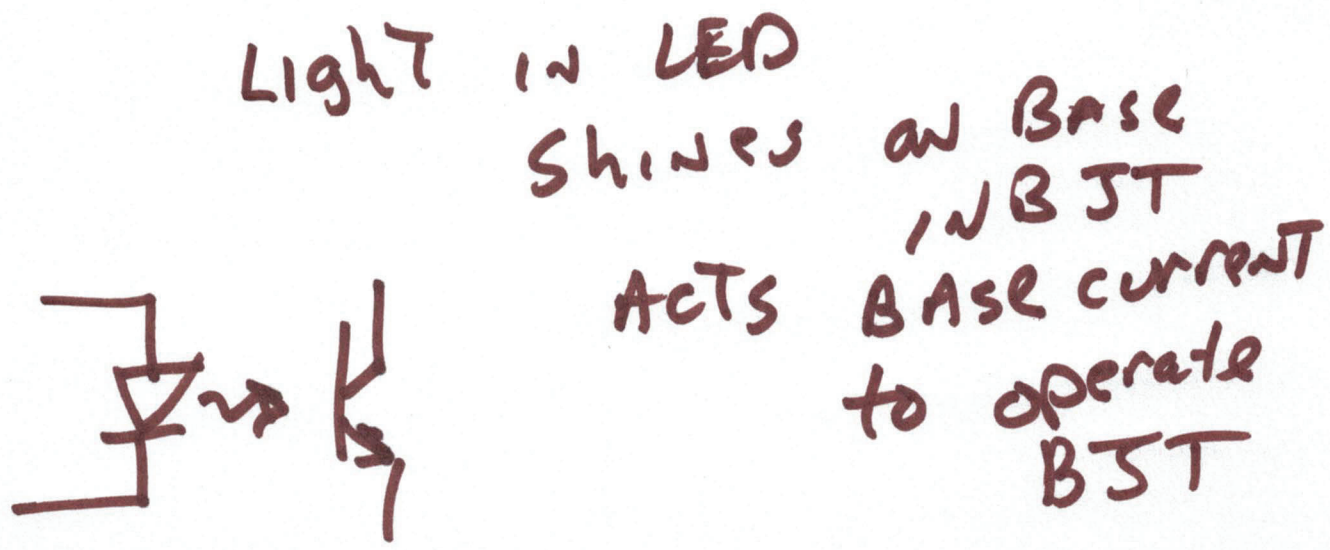 LIghT IN LED
ShINes ON BAse
IN BJT
ACTS BAse current
to operate
BJT